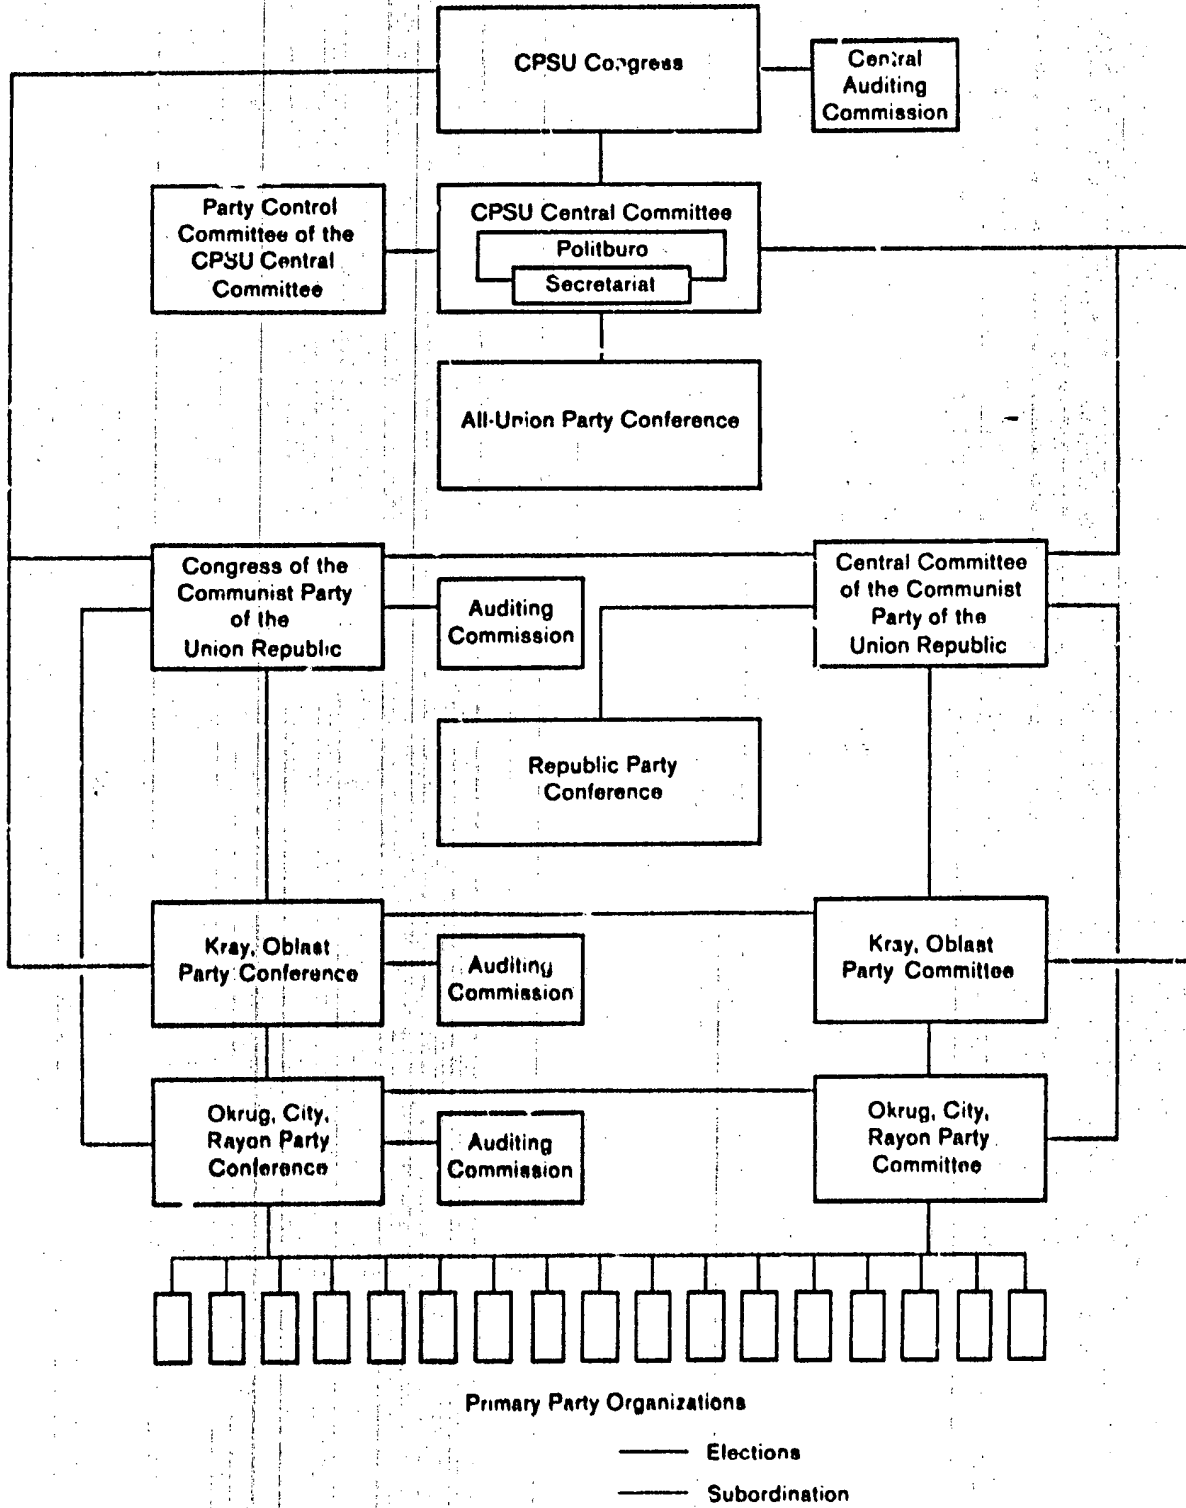 CPSU Congress
Central
Auditing
Commission
Party Control
Committee of the
CPSU Central
Committee
CPSU Central Committee
Politburo
Secretariat
All-Union Party Conference
Congress of the
Communist Party
of the
Union Republic
Auditing
Commission
Central Committee
of the Communist
Party of the
Union Republic
Republic Party
Conference
Kray, Oblast
Party Conference
Auditing
Commission
Kray, Oblast
Party Committee
Okrug, City,
Rayon Party
Conference
Auditing
Commission
Okrug, City,
Rayon Party
Committee
Primary Party Organizations
Elections
Subordination